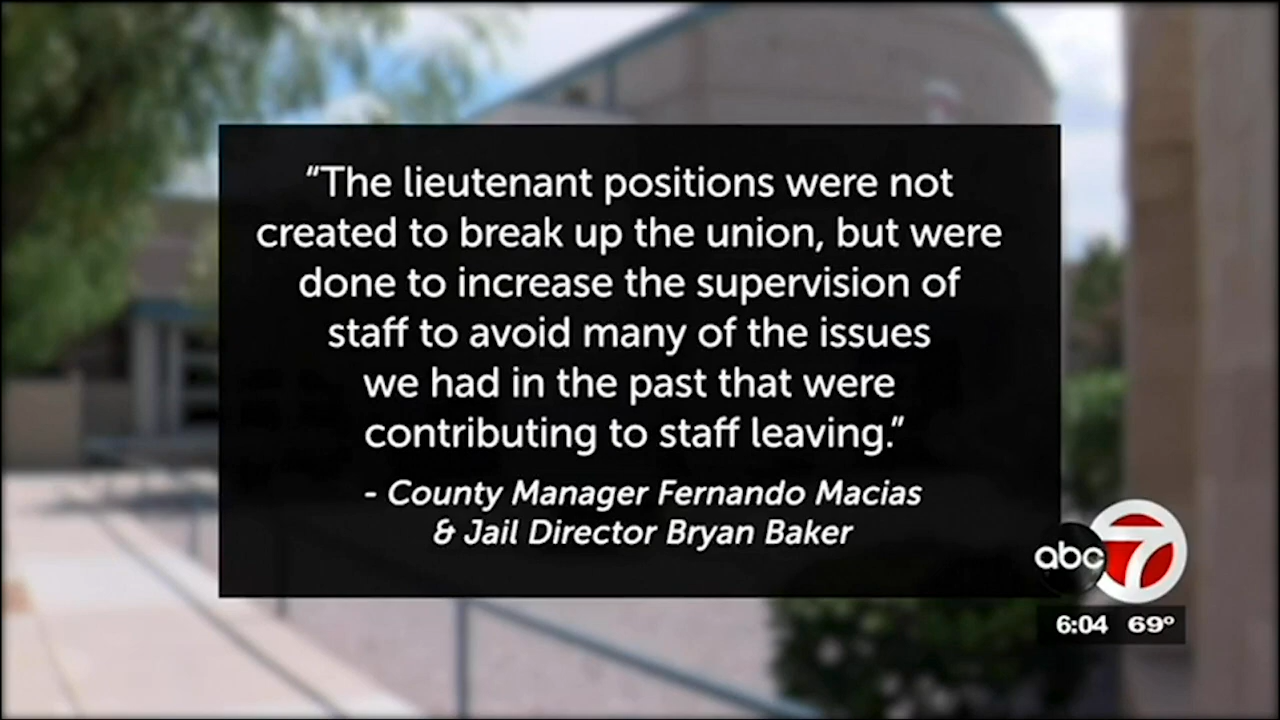 “The lieutenant positions were not
created to break up the union, but were
done to increase the supervision of
staff to avoid many of the issues
we had in the past that were
contributing to staff leaving.”
- County Manager Fernando Macias
& Jail Director Bryan Baker
abc 7
6:04 69°